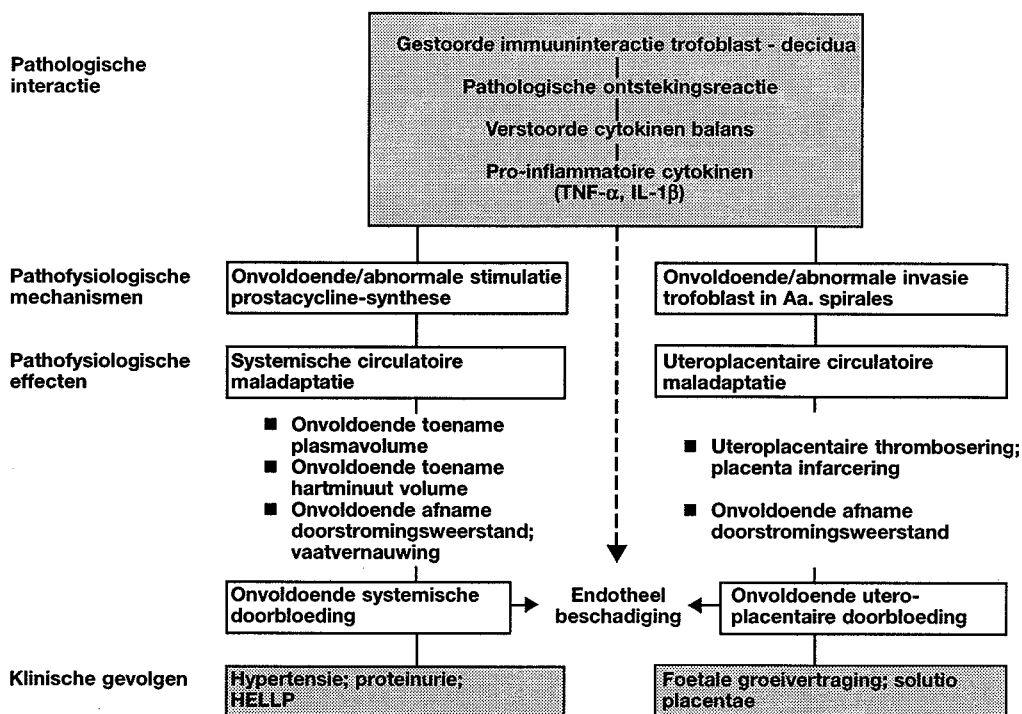 Pathologische
interactie
Gestoorde immuuninteractie trofoblast - decidua
Pathologische ontstekingsreactie
Verstoorde cytokinen balans
Pro-inflammatoire cytokinen
(TNF-α, IL-1β)
Pathofysiologische
mechanismen
Onvoldoende/abnormale stimulatie
prostacycline-synthese
Onvoldoende/abnormale invasie
trofoblast in Aa. spirales
Pathofysiologische
effecten
Systemische circulatoire
maladaptatie
Uteroplacentaire circulatoire
maladaptatie
■ Onvoldoende toename
plasmavolume
■ Onvoldoende toename
hartminuut volume
■ Onvoldoende afname
doorstromingsweerstand;
vaatvernauwing
■ Uteroplacentaire thrombosering;
placenta infarcering
■ Onvoldoende afname
doorstromingsweerstand
Onvoldoende systemische
doorbloeding
Endotheel
beschadiging
Onvoldoende utero-
placentaire doorbloeding
Klinische gevolgen
Hypertensie; proteinurie;
HELLP
Foetale groeivertraging; solutio
placentae